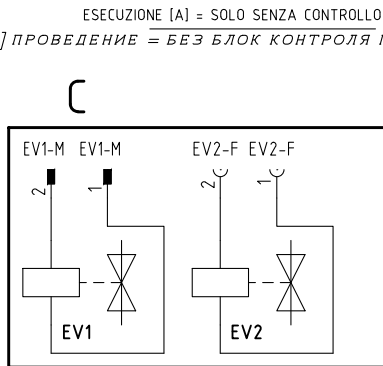 ESECUZIONE [A] = SOLO SENZA CONTROLLO
] ПРОВЕДЕНИЕ = БЕЗ БЛОК КОНТРОЛЯ
C
EV1-M EV1-M EV2-F EV2-F
2 1 2 1
EV1 EV2